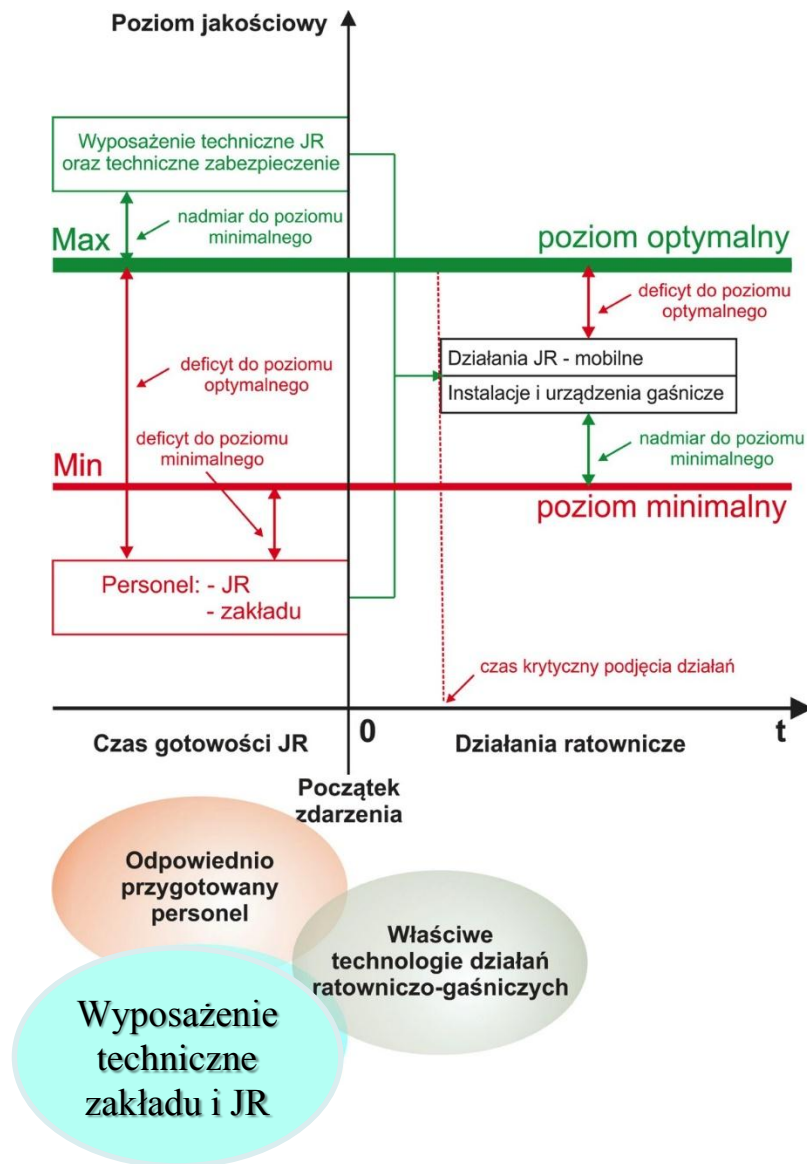 Poziom jakościowy
Wyposażenie techniczne JR
oraz techniczne zabezpieczenie
nadmiar do poziomu
minimalnego
Max
poziom optymalny
deficyt do poziomu
optymalnego
Działania JR - mobilne
Instalacje i urządzenia gaśnicze
deficyt do poziomu
optymalnego
deficyt do poziomu
minimalnego
nadmiar do poziomu
minimalnego
Min
poziom minimalny
Personel: - JR
- zakładu
czas krytyczny podjęcia działań
Czas gotowości JR
0
Działania ratownicze
t
Początek
zdarzenia
Odpowiednio
przygotowany
personel
Właściwe
technologie działań
ratowniczo-gaśniczych
Wyposażenie
techniczne
zakładu i JR